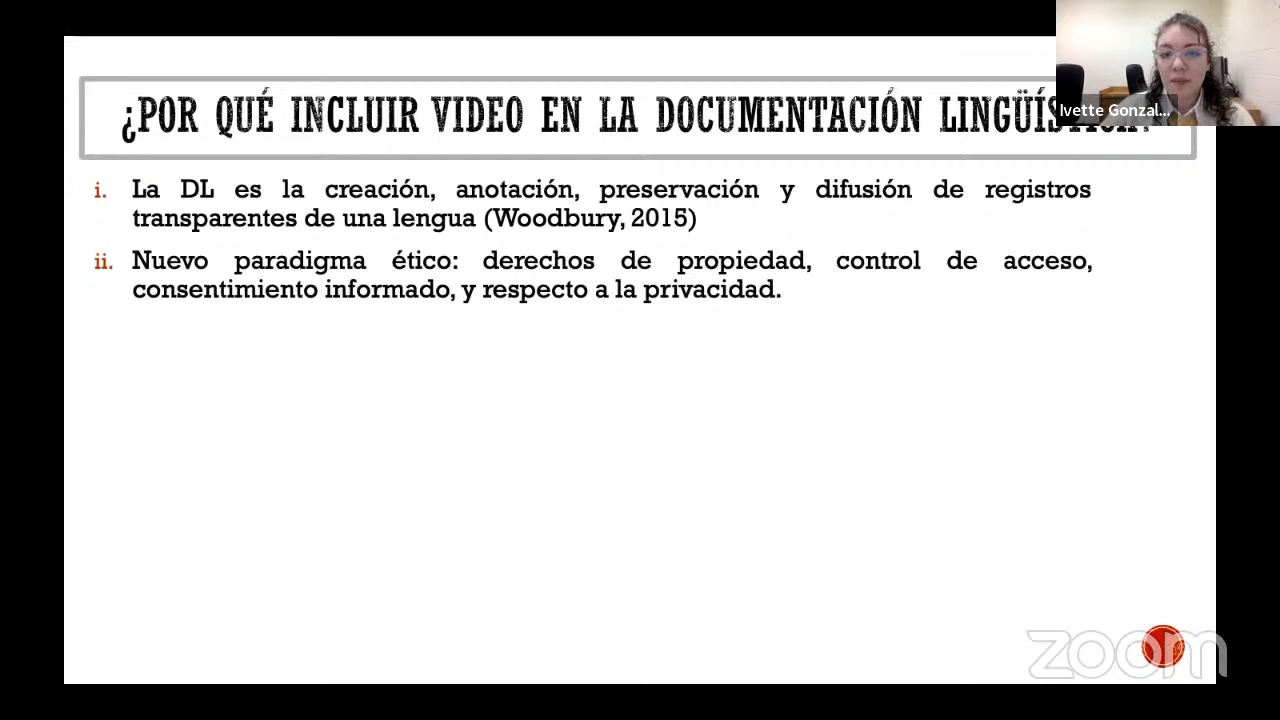 ¿POR QUÉ INCLUIR VIDEO EN LA DOCUMENTACIÓN
Ivette Gonzal...
i. La DL es la creación, anotación, preservación y difusión de registros
transparentes de una lengua (Woodbury, 2015)
ii. Nuevo paradigma ético: derechos de propiedad, control de acceso,
consentimiento informado, y respecto a la privacidad.
zoom